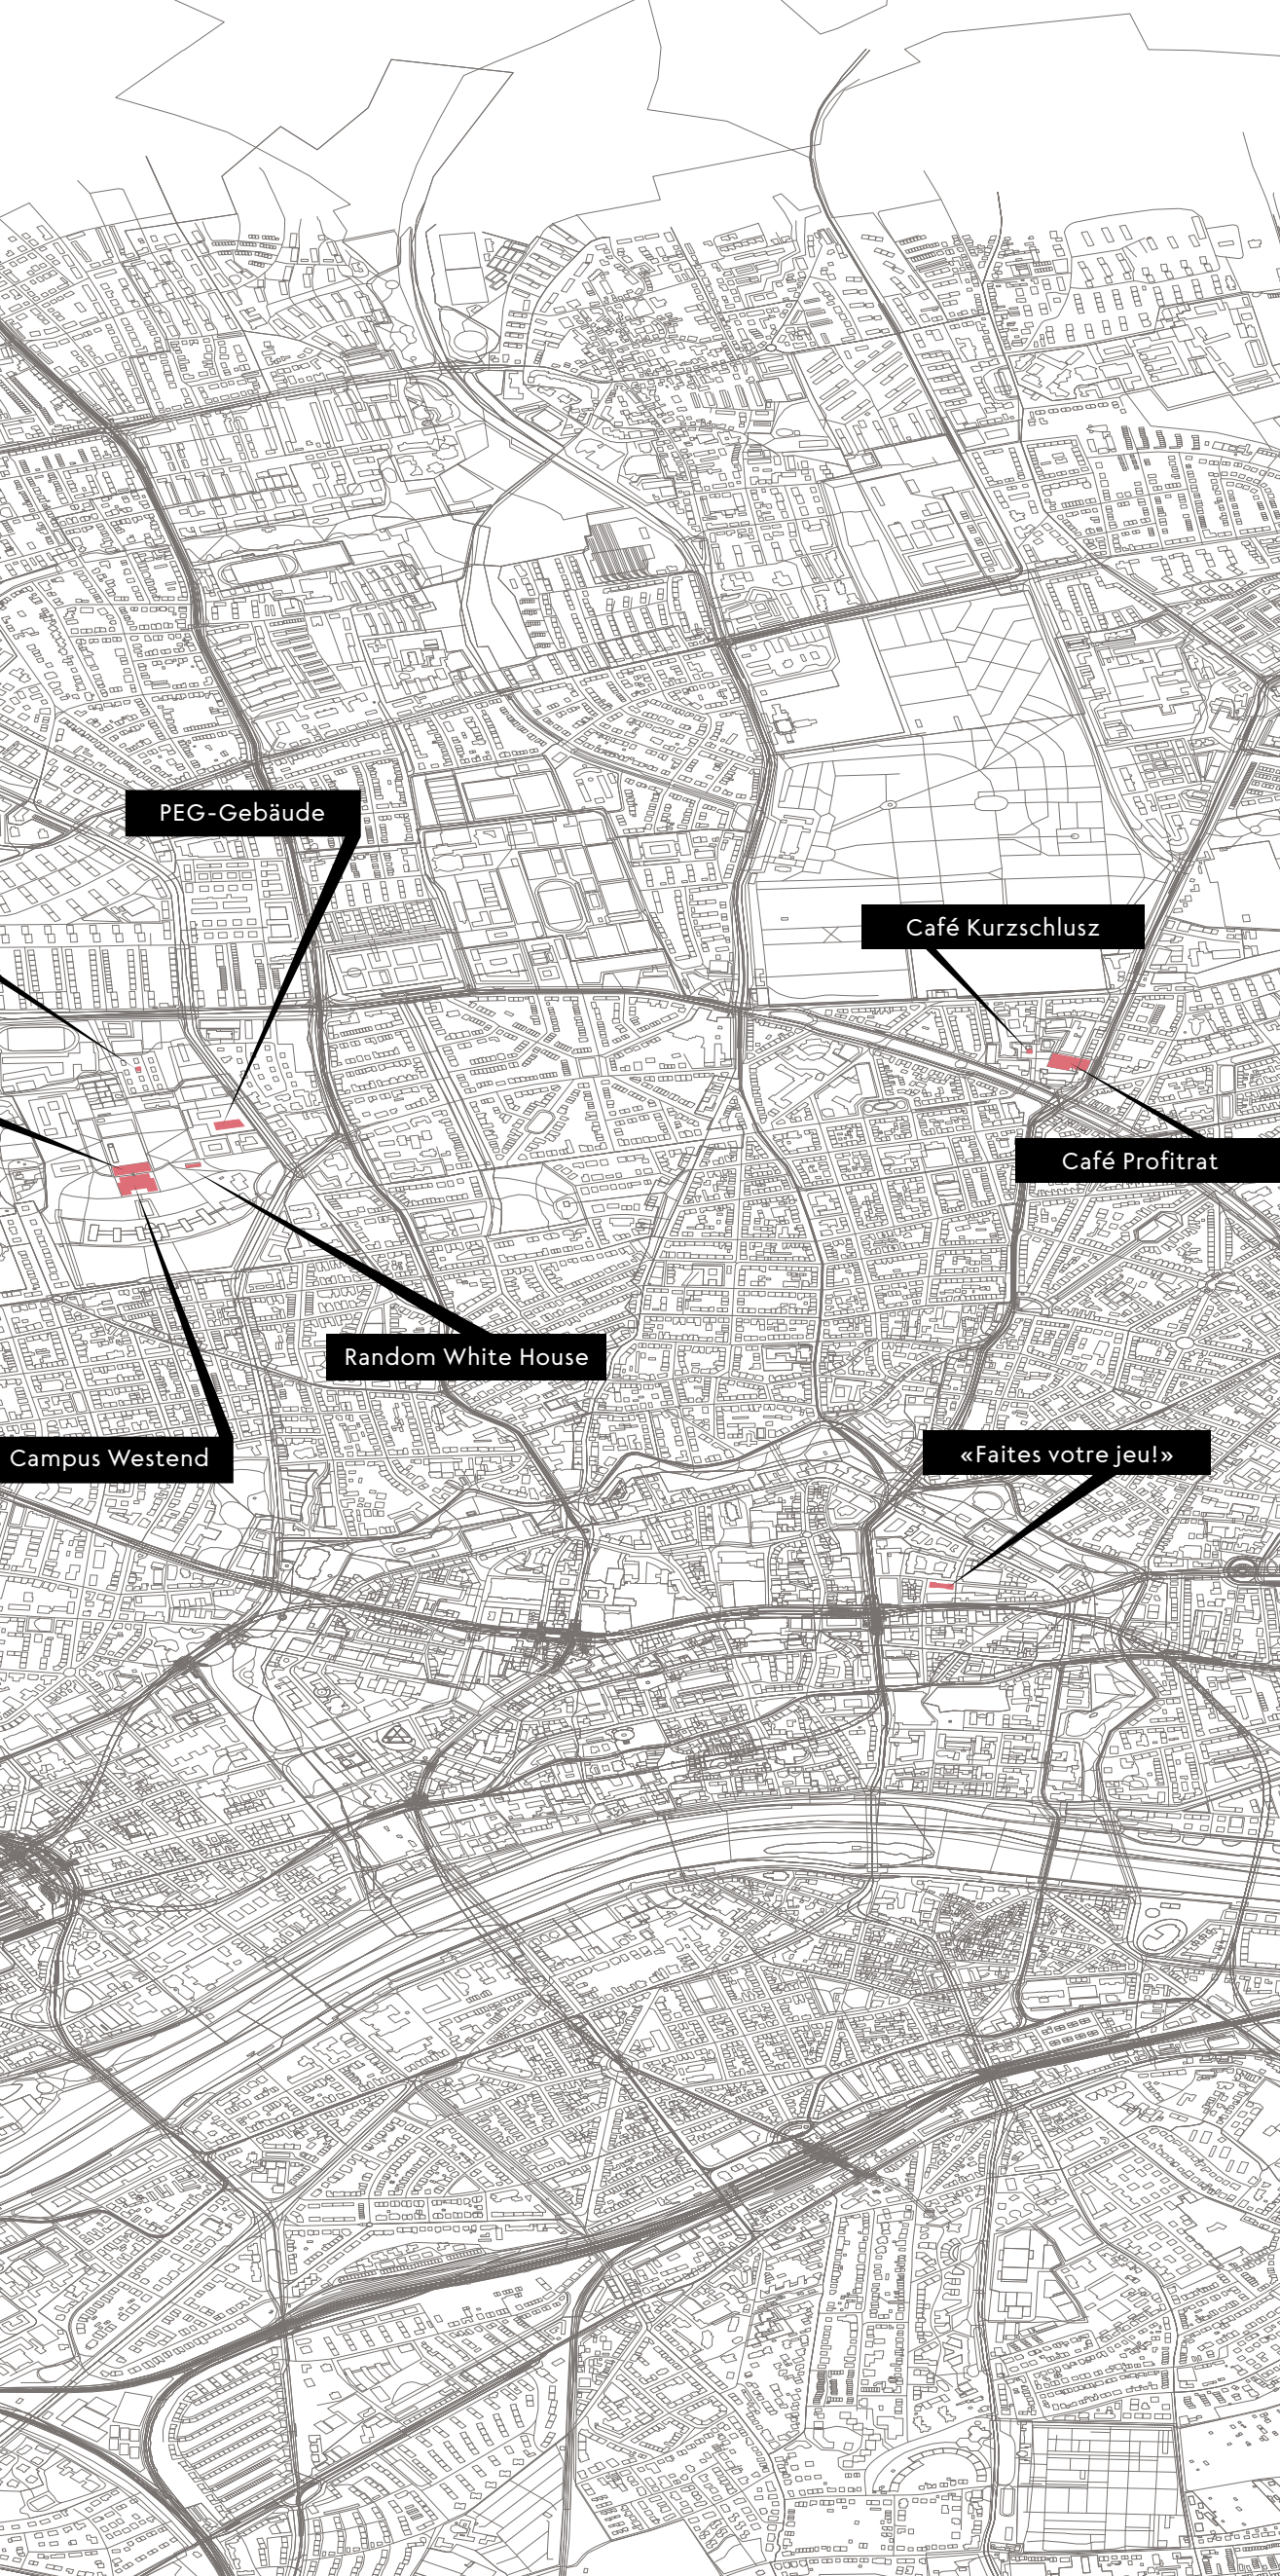 PEG-Gebäude
Café Kurzschlusz
Café Profitrat
Random White House
«Faites votre jeu!»
Campus Westend